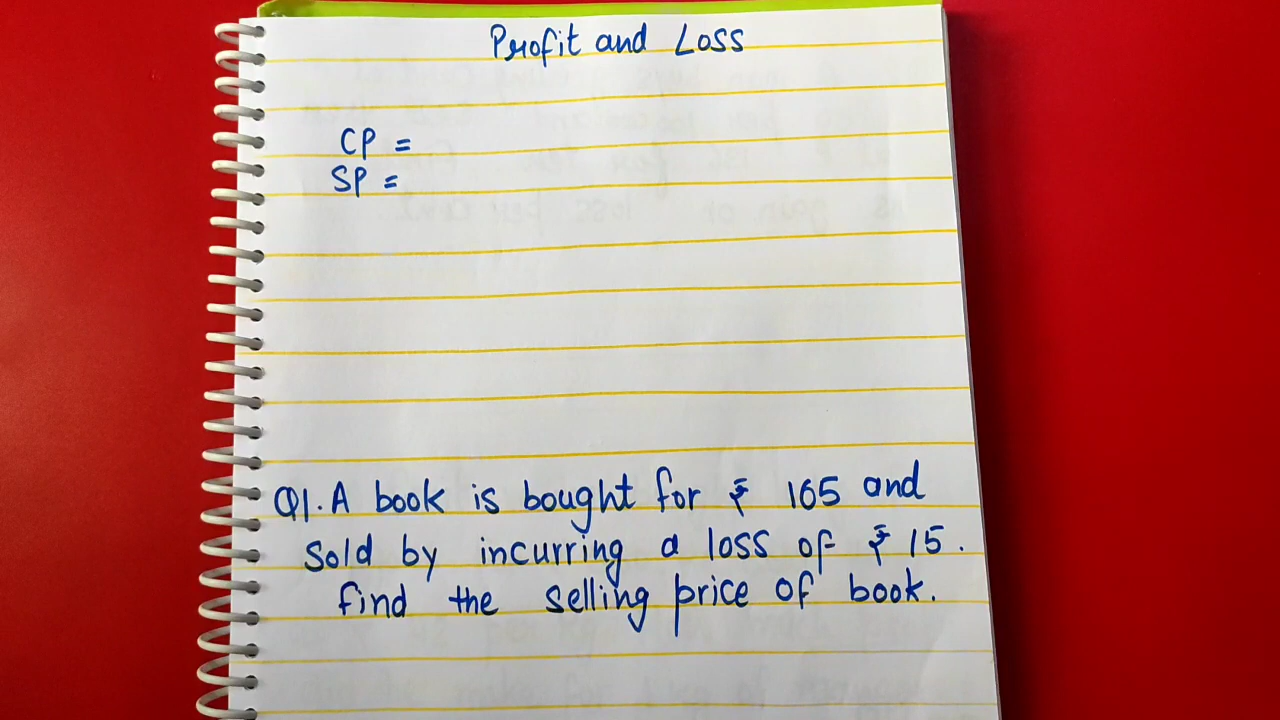 Profit and Loss
CP =
SP =
Q1. A book is bought for ₹ 165 and
sold by incurring a loss of ₹ 15.
find the selling price of book.